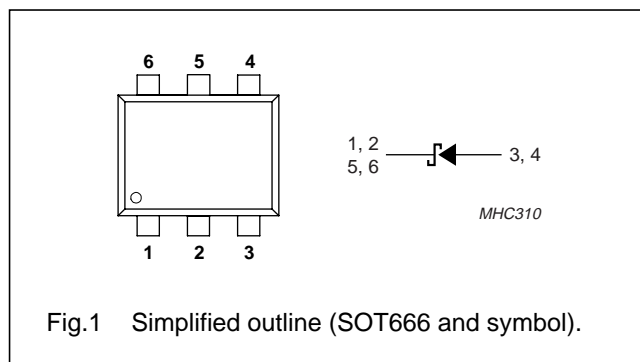 6 5 4
1 2 3
1, 2
5, 6
3, 4
MHC310
Fig.1 Simplified outline (SOT666 and symbol).